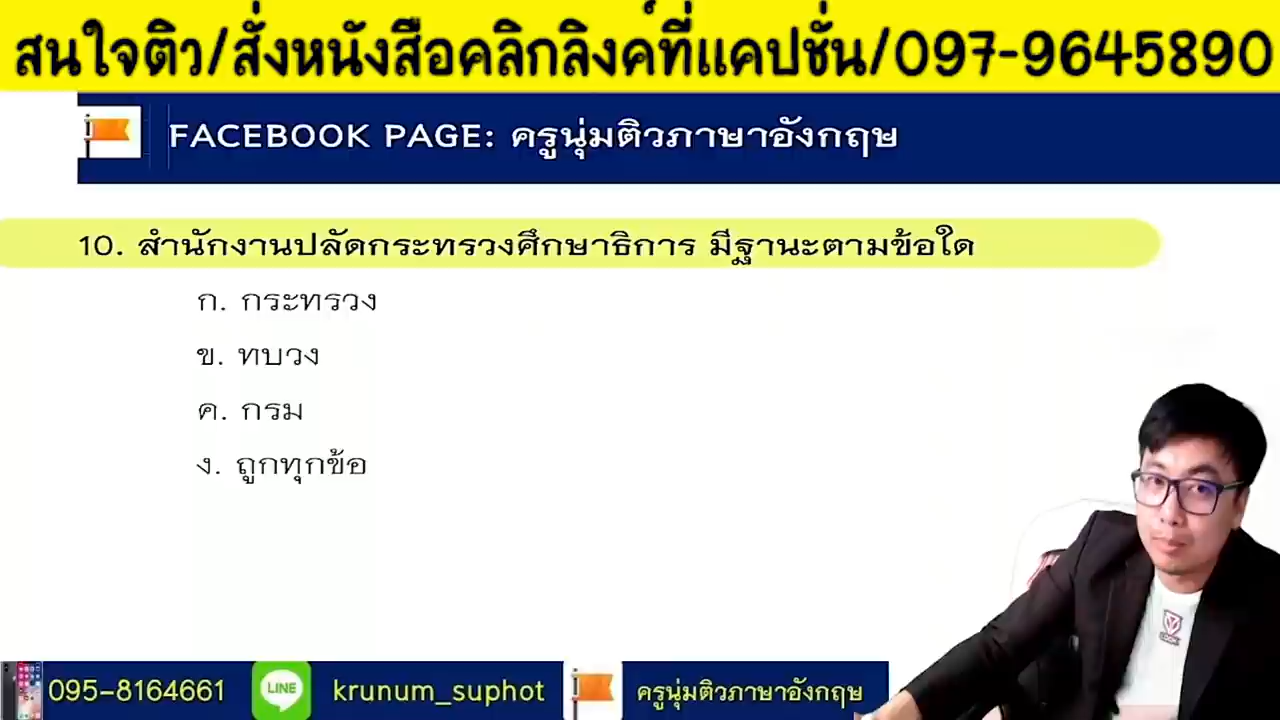 สนใจติว/สั่งหนังสือคลิกลิงค์ที่แคปชั่น/097-9645890
FACEBOOK PAGE: ครูนุ่มติวภาษาอังกฤษ
10. สำนักงานปลัดกระทรวงศึกษาธิการ มีฐานะตามข้อใด
ก. กระทรวง
ข. ทบวง
ค. กรม
ง. ถูกทุกข้อ
095-8164661 LINE krunum_suphot ครูนุ่มติวภาษาอังกฤษ